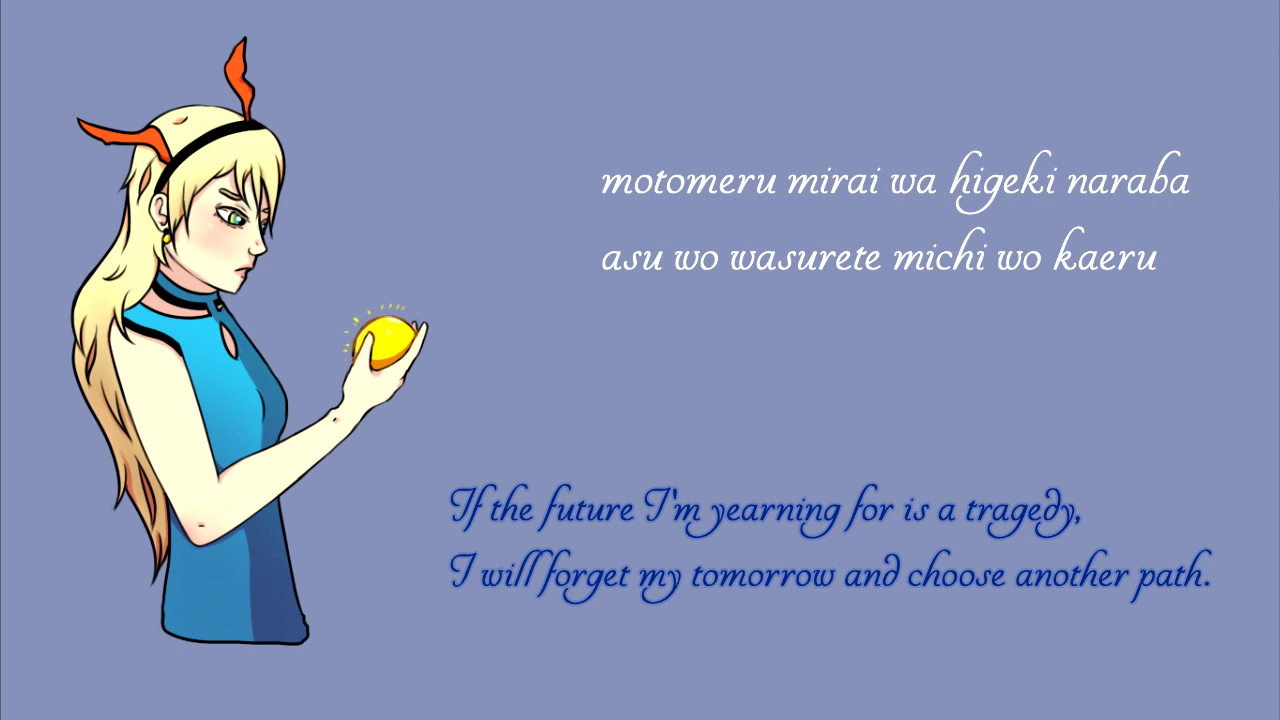 motomeru mirai wa higeki naraba
asu wo wasurete michi wo kaeru
If the future I'm yearning for is a tragedy,
I will forget my tomorrow and choose another path.